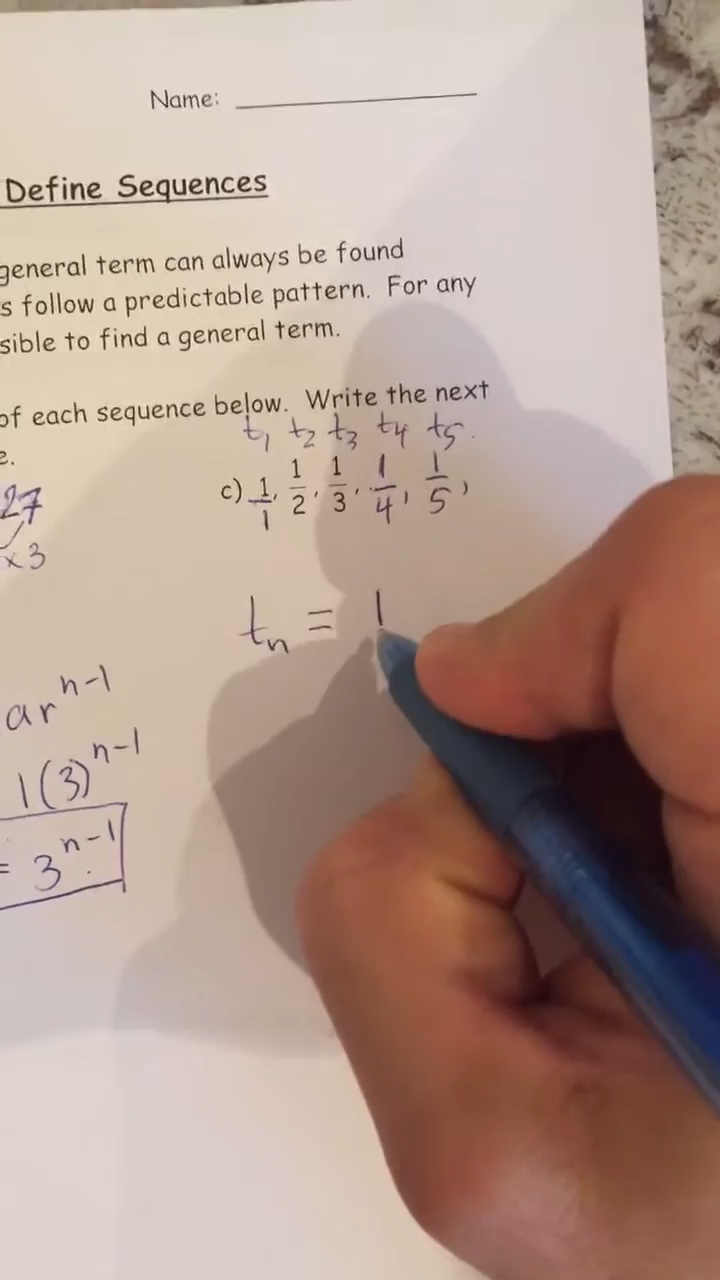 Name:
Define Sequences
general term can always be found
s follow a predictable pattern. For any
sible to find a general term.
of each sequence below. Write the next
e.
t1 t2 t3 t4 t5.
27
x3
c) 1/1, 1/2, 1/3, 1/4, 1/5,
tn = 1
ar^n-1
1(3)^n-1
= 3^n-1